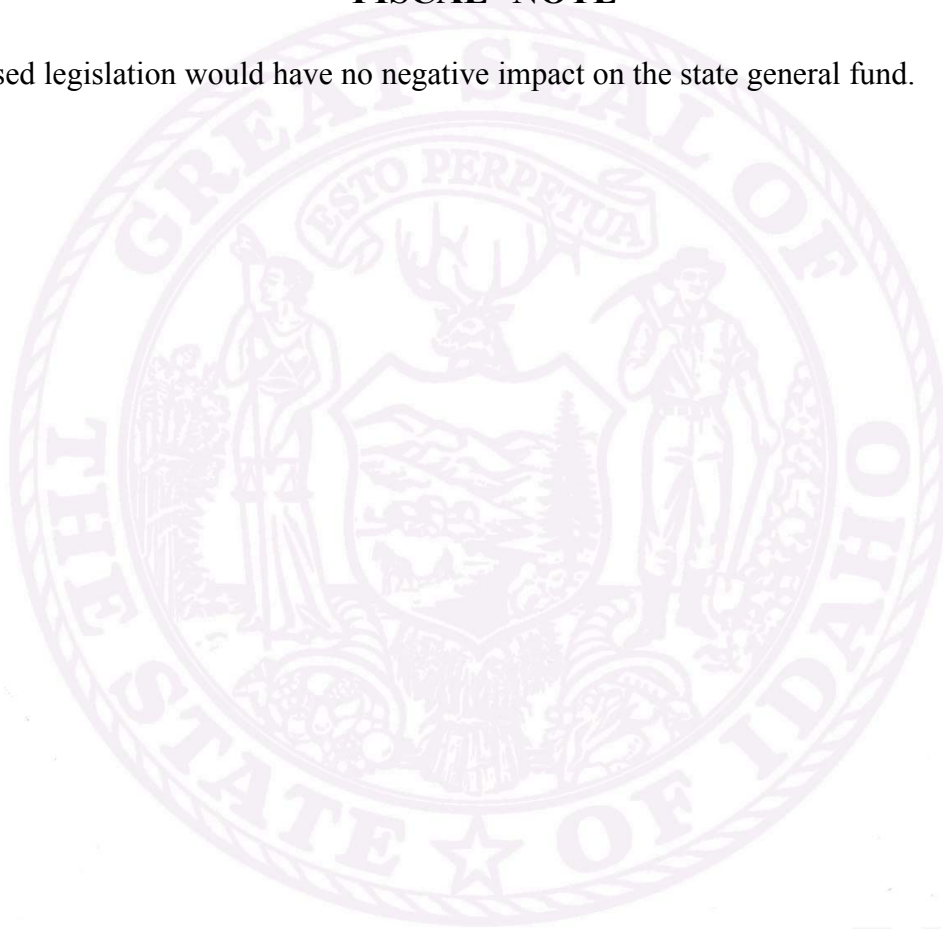 FISCAL NOTE
sed legislation would have no negative impact on the state general fund.
GREAT SEAL OF
ESTO PERPETUA
THE STATE OF IDAHO